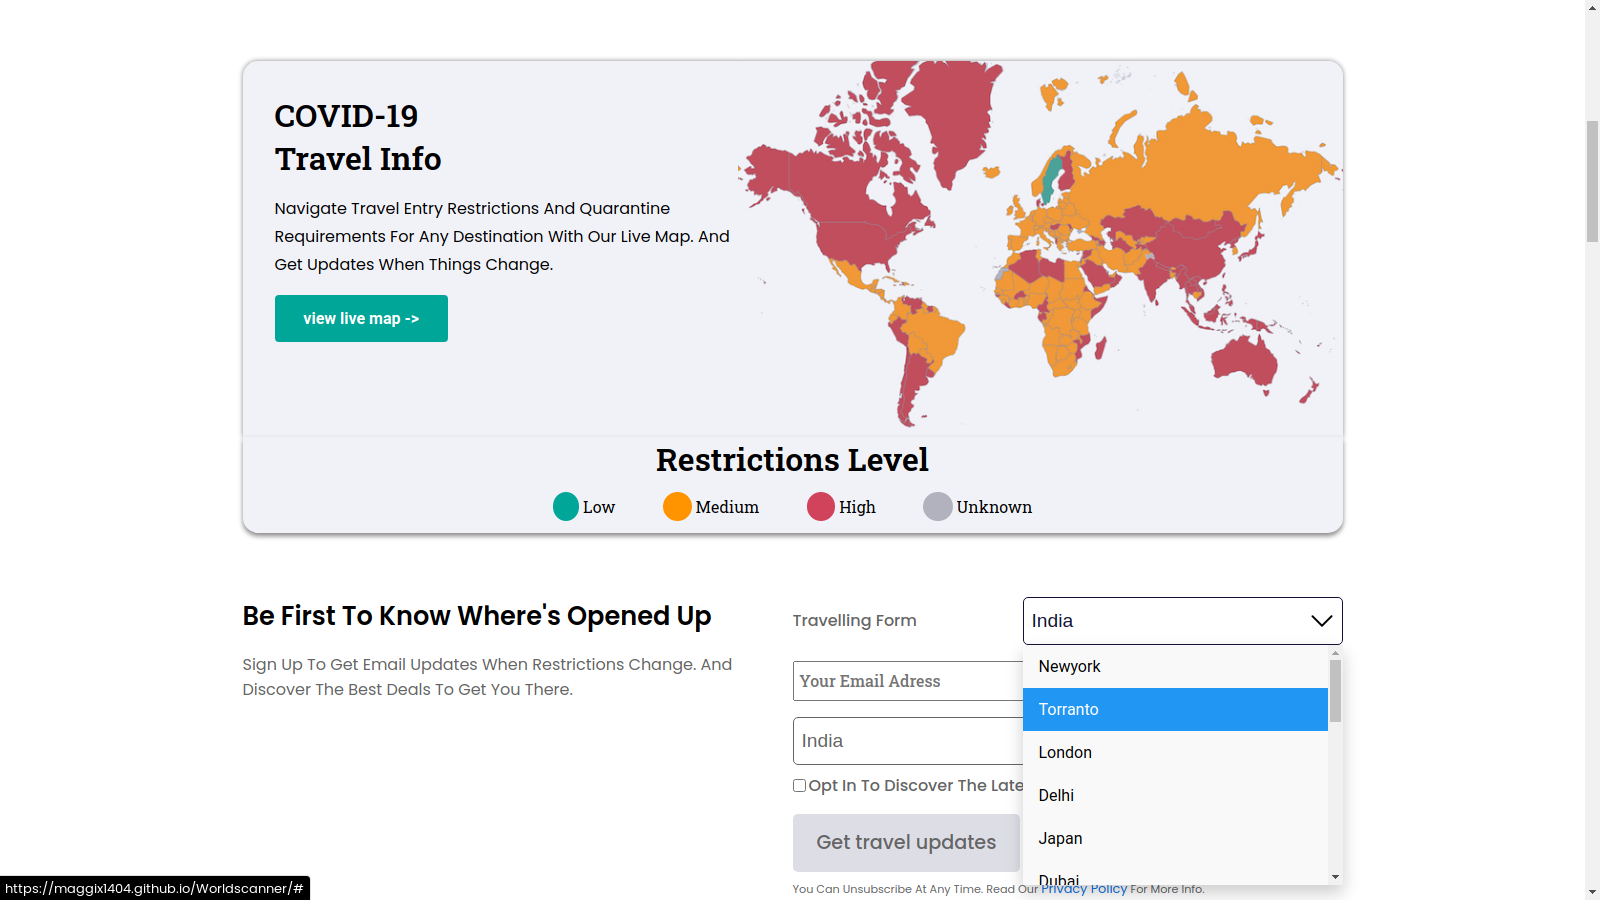 COVID-19
Travel Info
Navigate Travel Entry Restrictions And Quarantine
Requirements For Any Destination With Our Live Map. And
Get Updates When Things Change.
view live map ->
Restrictions Level
Low
Medium
High
Unknown
Be First To Know Where's Opened Up
Sign Up To Get Email Updates When Restrictions Change. And
Discover The Best Deals To Get You There.
Travelling Form
India
Your Email Adress
India
Opt In To Discover The Late
Get travel updates
You Can Unsubscribe At Any Time. Read Our Privacy Policy For More Info.
Newyork
Torranto
London
Delhi
Japan
Dubai
https://maggix1404.github.io/Worldscanner/#